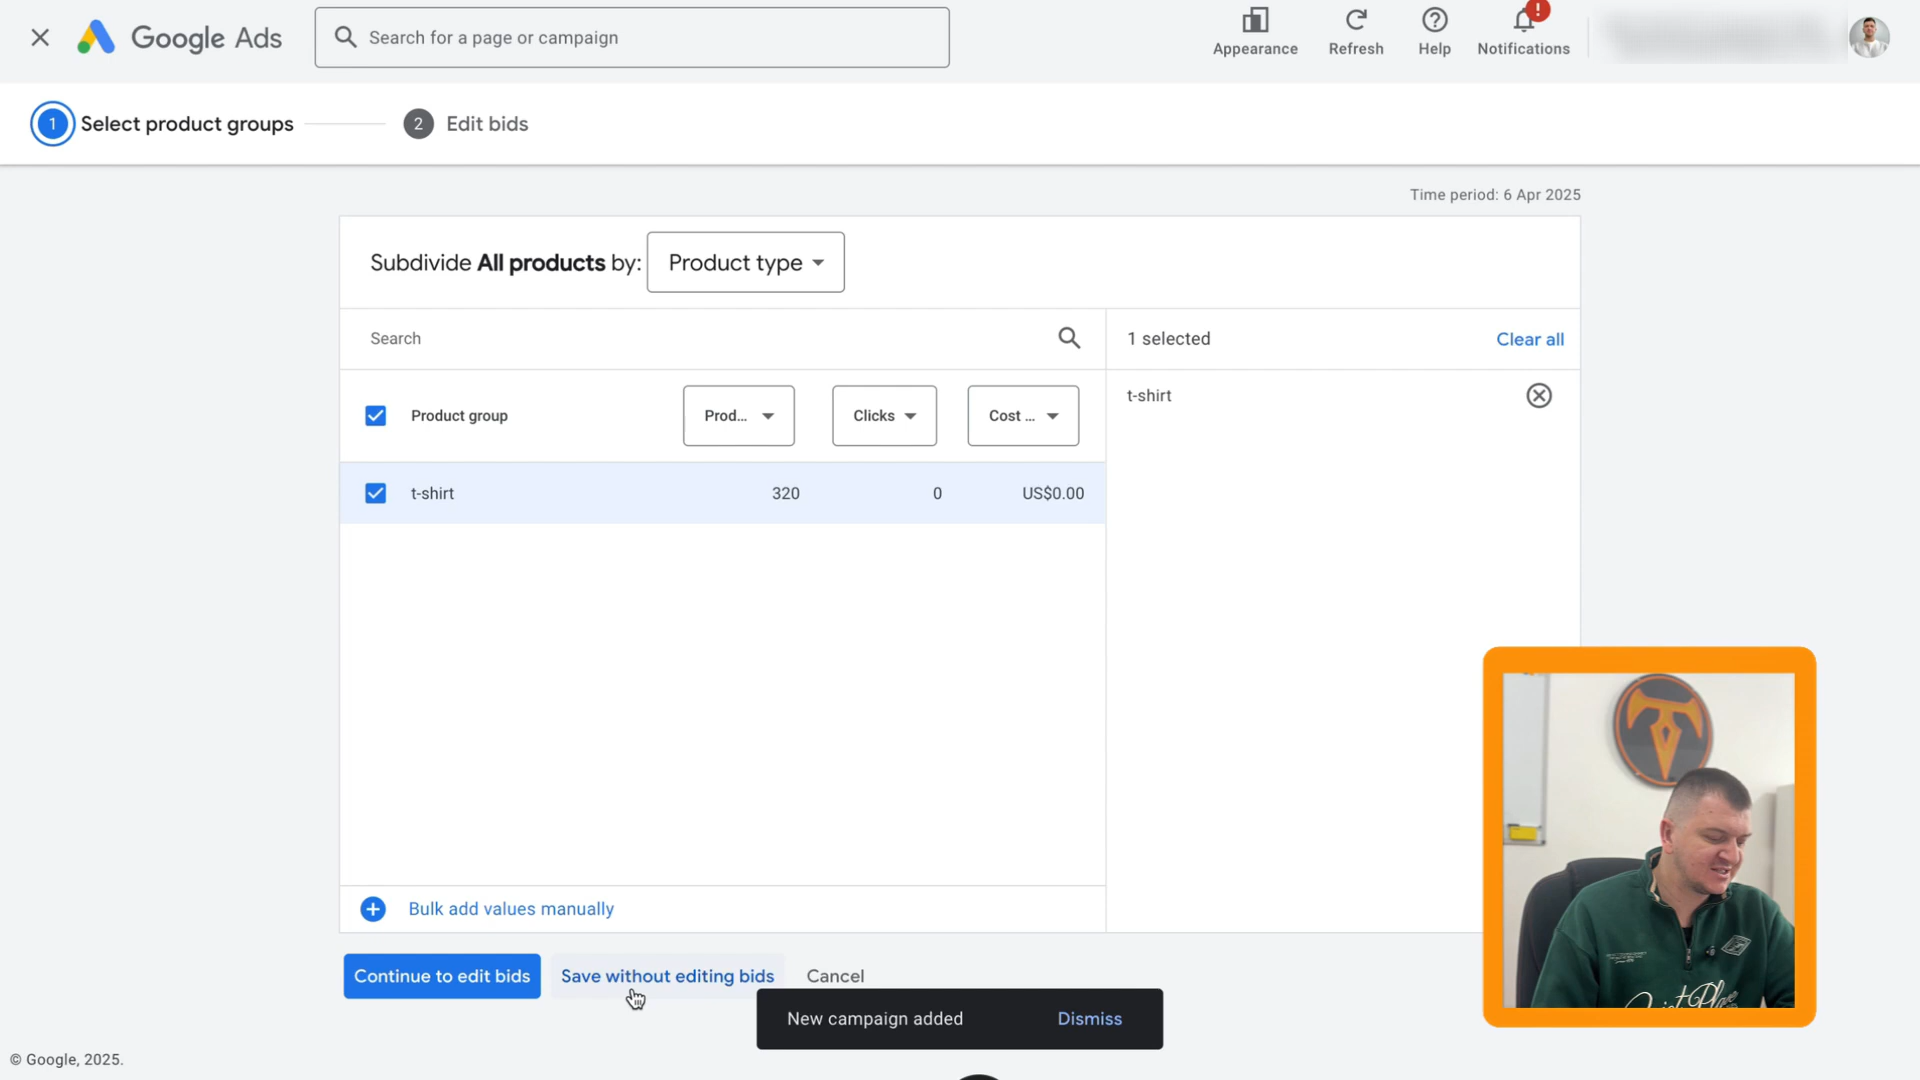 Google Ads
Search for a page or campaign
Appearance
Refresh
Help
!
Notifications
1 Select product groups
2 Edit bids
Time period: 6 Apr 2025
Subdivide All products by: Product type
Search
1 selected
Clear all
Product group
Prod...
Clicks
Cost ...
t-shirt
t-shirt 320 0 US$0.00
Bulk add values manually
Continue to edit bids
Save without editing bids
Cancel
New campaign added
Dismiss
© Google, 2025.